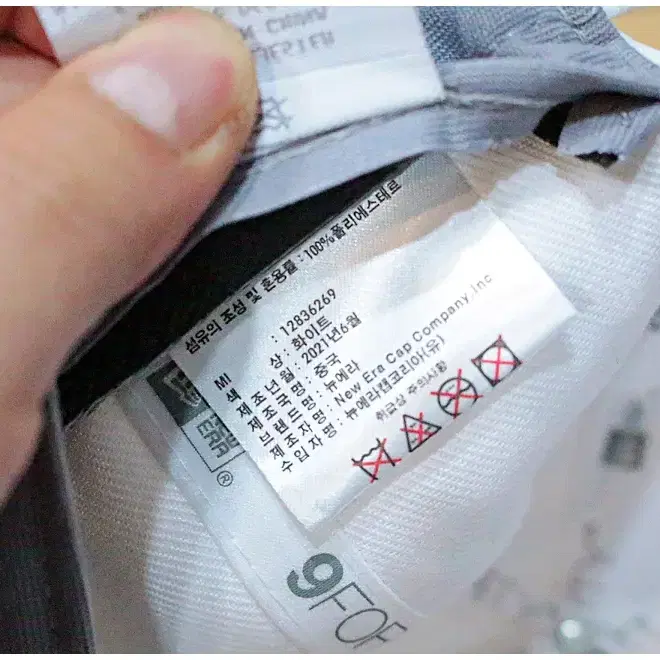 CHINA
섬유의 조성 및 혼용률 : 100%폴리에스테르
MI : 12836269
색 상 : 화이트
제조년월 : 2021년6월
제조국명 : 중국
브랜드명 : 뉴에라
제조자명 : New Era Cap Company,inc
수입자명 : 뉴에라캡코리아(유)
취급상 주의사항
ERA
®
9FOR